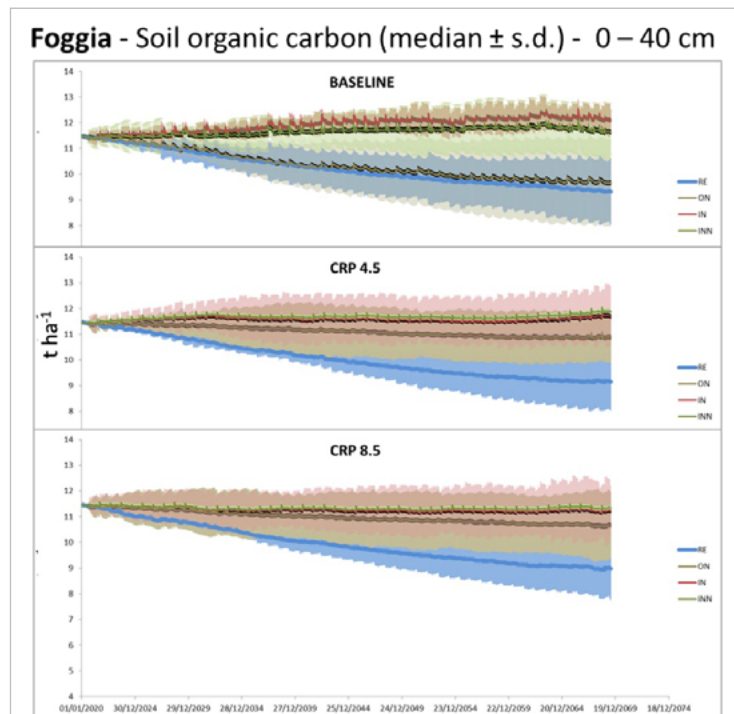 Foggia - Soil organic carbon (median ± s.d.) - 0 – 40 cm
BASELINE
14
13
12
11
10
9
8
RE
ON
IN
INN
CRP 4.5
14
13
12
11
10
9
8
t ha-1
RE
ON
IN
INN
CRP 8.5
14
13
12
11
10
9
8
7
6
5
4
RE
ON
IN
INN
01/01/2020 30/12/2024 29/12/2029 28/12/2034 27/12/2039 25/12/2044 24/12/2049 23/12/2054 22/12/2059 20/12/2064 19/12/2069 18/12/2074